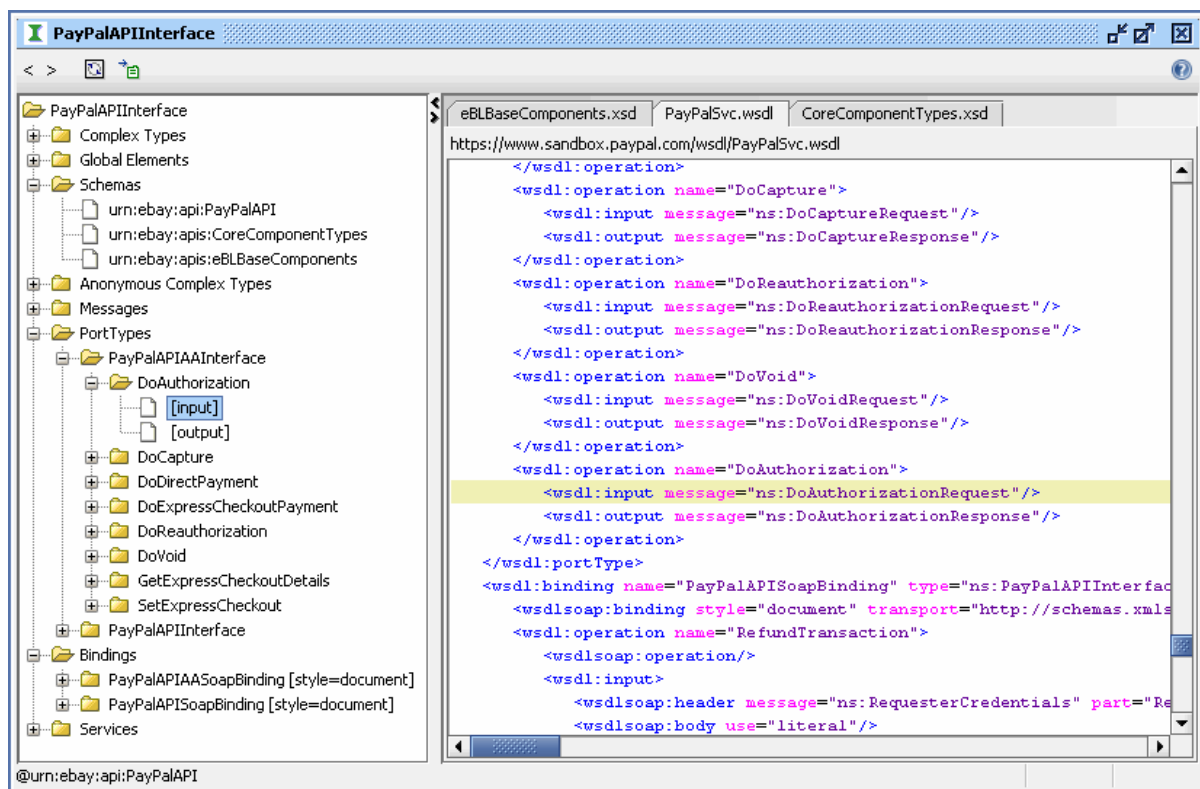 PayPalAPIInterface
< >
PayPalAPIInterface
Complex Types
Global Elements
Schemas
urn:ebay:api:PayPalAPI
urn:ebay:apis:CoreComponentTypes
urn:ebay:apis:eBLBaseComponents
Anonymous Complex Types
Messages
PortTypes
PayPalAPIAAInterface
DoAuthorization
[input]
[output]
DoCapture
DoDirectPayment
DoExpressCheckoutPayment
DoReauthorization
DoVoid
GetExpressCheckoutDetails
SetExpressCheckout
PayPalAPIInterface
Bindings
PayPalAPIAASoapBinding [style=document]
PayPalAPISoapBinding [style=document]
Services
eBLBaseComponents.xsd PayPalSvc.wsdl CoreComponentTypes.xsd
https://www.sandbox.paypal.com/wsdl/PayPalSvc.wsdl
</wsdl:operation>
<wsdl:operation name="DoCapture">
<wsdl:input message="ns:DoCaptureRequest"/>
<wsdl:output message="ns:DoCaptureResponse"/>
</wsdl:operation>
<wsdl:operation name="DoReauthorization">
<wsdl:input message="ns:DoReauthorizationRequest"/>
<wsdl:output message="ns:DoReauthorizationResponse"/>
</wsdl:operation>
<wsdl:operation name="DoVoid">
<wsdl:input message="ns:DoVoidRequest"/>
<wsdl:output message="ns:DoVoidResponse"/>
</wsdl:operation>
<wsdl:operation name="DoAuthorization">
<wsdl:input message="ns:DoAuthorizationRequest"/>
<wsdl:output message="ns:DoAuthorizationResponse"/>
</wsdl:operation>
</wsdl:portType>
<wsdl:binding name="PayPalAPISoapBinding" type="ns:PayPalAPIInterfac
<wsdlsoap:binding style="document" transport="http://schemas.xmls
<wsdl:operation name="RefundTransaction">
<wsdlsoap:operation/>
<wsdl:input>
<wsdlsoap:header message="ns:RequesterCredentials" part="Re
<wsdlsoap:body use="literal"/>
@urn:ebay:api:PayPalAPI